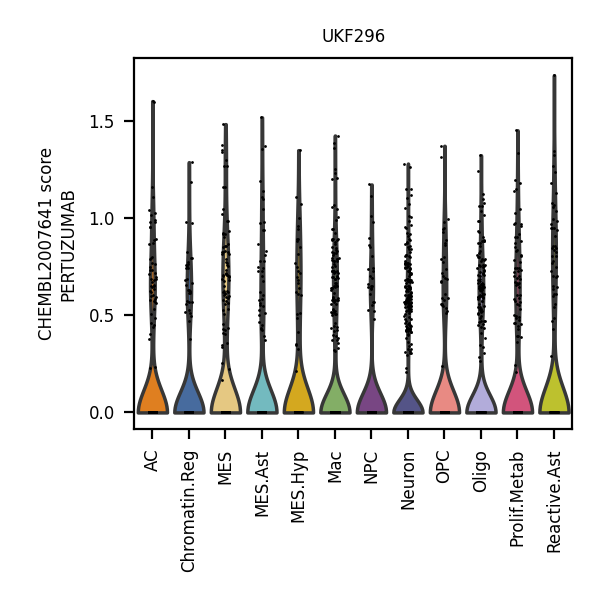 UKF296
CHEMBL2007641 score
PERTUZUMAB
1.5
1.0
0.5
0.0
AC
Chromatin.Reg
MES
MES.Ast
MES.Hyp
Mac
NPC
Neuron
OPC
Oligo
Prolif.Metab
Reactive.Ast